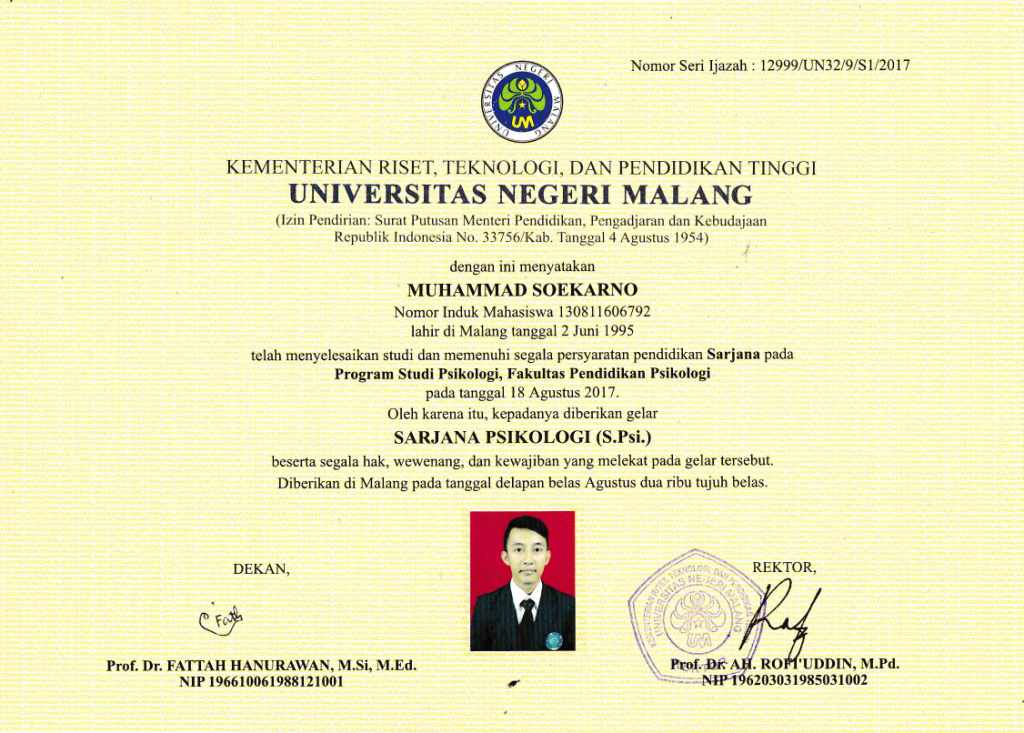 Nomor Seri Ijazah : 12999/UN32/9/S1/2017
UNIVERSITAS NEGERI MALANG
UM
KEMENTERIAN RISET, TEKNOLOGI, DAN PENDIDIKAN TINGGI
UNIVERSITAS NEGERI MALANG
(Izin Pendirian: Surat Putusan Menteri Pendidikan, Pengadjaran dan Kebudajaan
Republik Indonesia No. 33756/Kab. Tanggal 4 Agustus 1954)
dengan ini menyatakan
MUHAMMAD SOEKARNO
Nomor Induk Mahasiswa 130811606792
lahir di Malang tanggal 2 Juni 1995
telah menyelesaikan studi dan memenuhi segala persyaratan pendidikan Sarjana pada
Program Studi Psikologi, Fakultas Pendidikan Psikologi
pada tanggal 18 Agustus 2017.
Oleh karena itu, kepadanya diberikan gelar
SARJANA PSIKOLOGI (S.Psi.)
beserta segala hak, wewenang, dan kewajiban yang melekat pada gelar tersebut.
Diberikan di Malang pada tanggal delapan belas Agustus dua ribu tujuh belas.
DEKAN,
Fath
Prof. Dr. FATTAH HANURAWAN, M.Si, M.Ed.
NIP 196610061988121001
REKTOR,
UNIVERSITAS NEGERI MALANG
UM
Prof. Dr. AH. ROFI'UDDIN, M.Pd.
NIP 196203031985031002